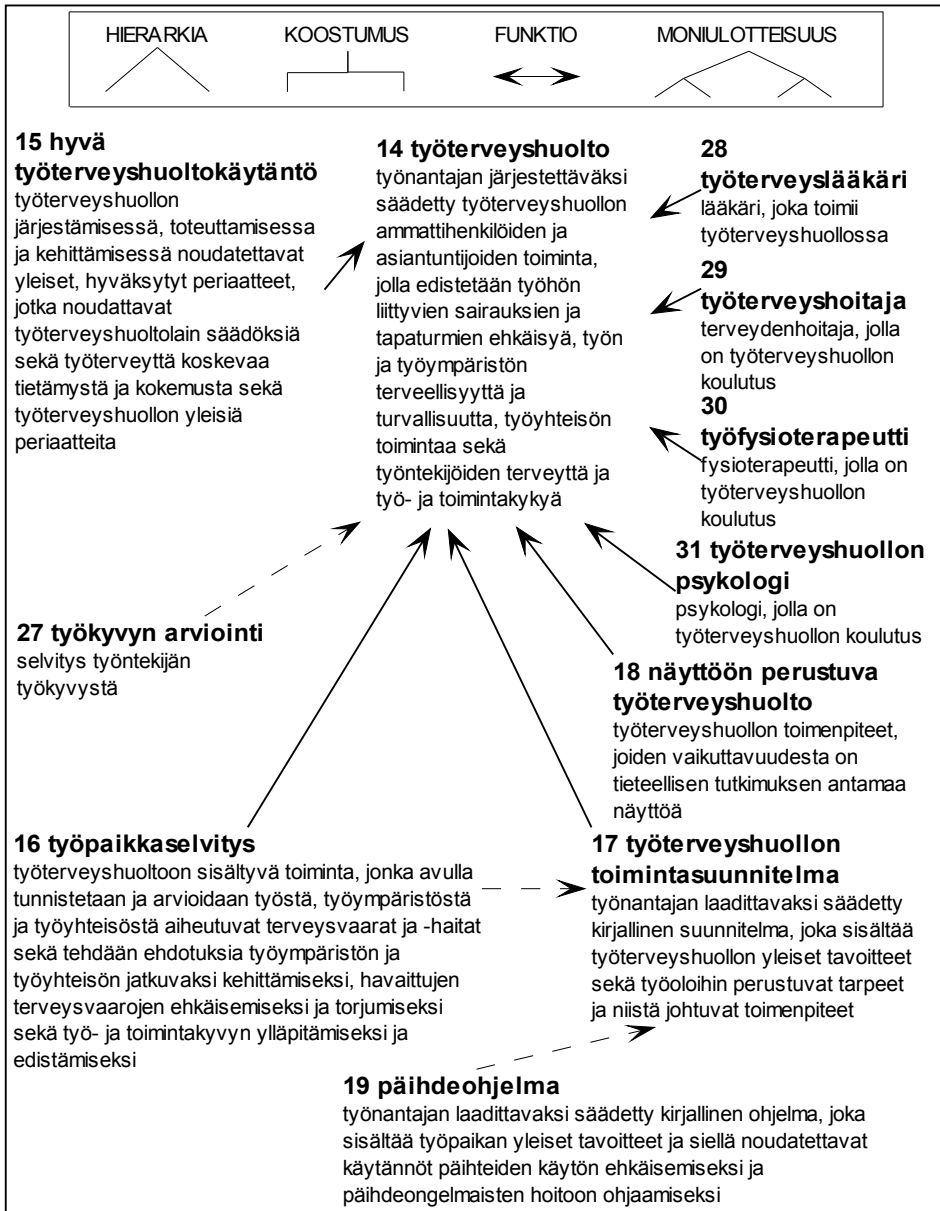 HIERARKIA KOOSTUMUS FUNKTIO MONIULOTTEISUUS
15 hyvä
työterveyshuoltokäytäntö
työterveyshuollon
järjestämisessä, toteuttamisessa
ja kehittämisessä noudatettavat
yleiset, hyväksytyt periaatteet,
jotka noudattavat
työterveyshuoltolain säädöksiä
sekä työterveyttä koskevaa
tietämystä ja kokemusta sekä
työterveyshuollon yleisiä
periaatteita
14 työterveyshuolto
työnantajan järjestettäväksi
säädetty työterveyshuollon
ammattihenkilöiden ja
asiantuntijoiden toiminta,
jolla edistetään työhön
liittyvien sairauksien ja
tapaturmien ehkäisyä, työn
ja työympäristön
terveellisyyttä ja
turvallisuutta, työyhteisön
toimintaa sekä
työntekijöiden terveyttä ja
työ- ja toimintakykyä
28
työterveyslääkäri
lääkäri, joka toimii
työterveyshuollossa
29
työterveyshoitaja
terveydenhoitaja, jolla
on työterveyshuollon
koulutus
30
työfysioterapeutti
fysioterapeutti, jolla on
työterveyshuollon
koulutus
31 työterveyshuollon
psykologi
psykologi, jolla on
työterveyshuollon koulutus
27 työkyvyn arviointi
selvitys työntekijän
työkyvystä
18 näyttöön perustuva
työterveyshuolto
työterveyshuollon toimenpiteet,
joiden vaikuttavuudesta on
tieteellisen tutkimuksen antamaa
näyttöä
16 työpaikkaselvitys
työterveyshuoltoon sisältyvä toiminta, jonka avulla
tunnistetaan ja arvioidaan työstä, työympäristöstä
ja työyhteisöstä aiheutuvat terveysvaarat ja -haitat
sekä tehdään ehdotuksia työympäristön ja
työyhteisön jatkuvaksi kehittämiseksi, havaittujen
terveysvaarojen ehkäisemiseksi ja torjumiseksi
sekä työ- ja toimintakyvyn ylläpitämiseksi ja
edistämiseksi
17 työterveyshuollon
toimintasuunnitelma
työnantajan laadittavaksi säädetty
kirjallinen suunnitelma, joka sisältää
työterveyshuollon yleiset tavoitteet
sekä työoloihin perustuvat tarpeet
ja niistä johtuvat toimenpiteet
19 päihdeohjelma
työnantajan laadittavaksi säädetty kirjallinen ohjelma, joka
sisältää työpaikan yleiset tavoitteet ja siellä noudatettavat
käytännöt päihteiden käytön ehkäisemiseksi ja
päihdeongelmaisten hoitoon ohjaamiseksi